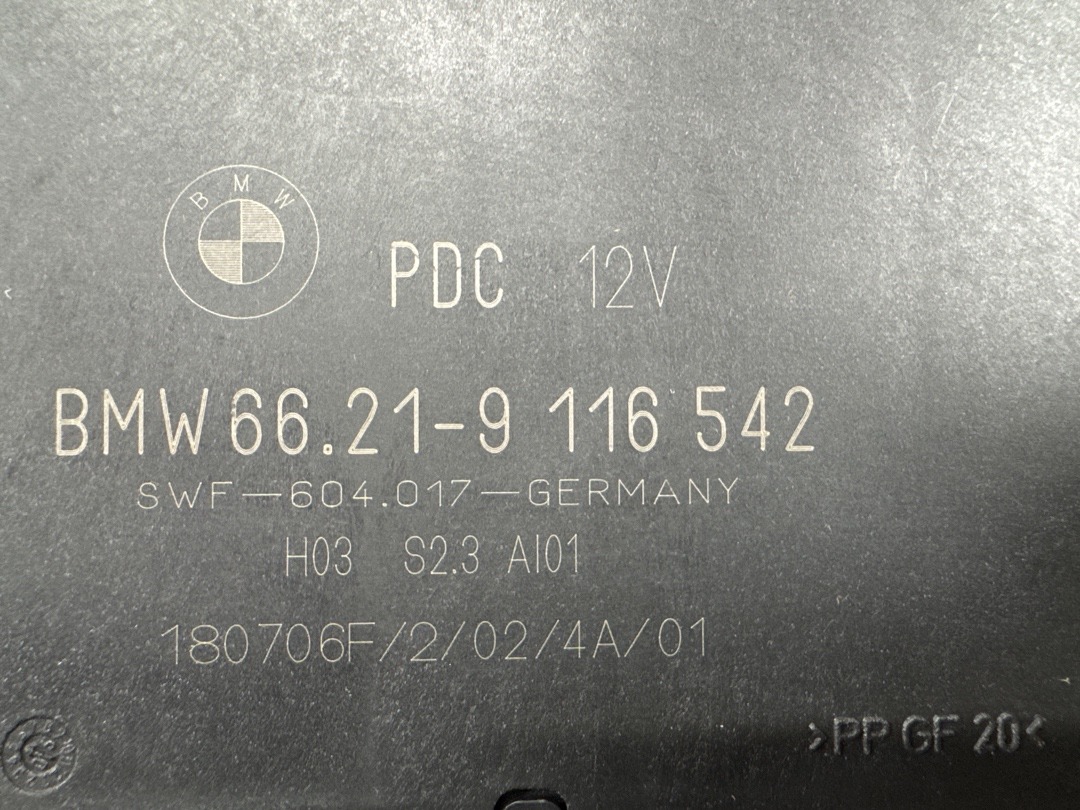 BMW
PDC 12V
BMW 66.21-9 116 542
SWF-604.017-GERMANY
H03 S2.3 AI01
180706F/2/02/4A/01
>PP GF 20<